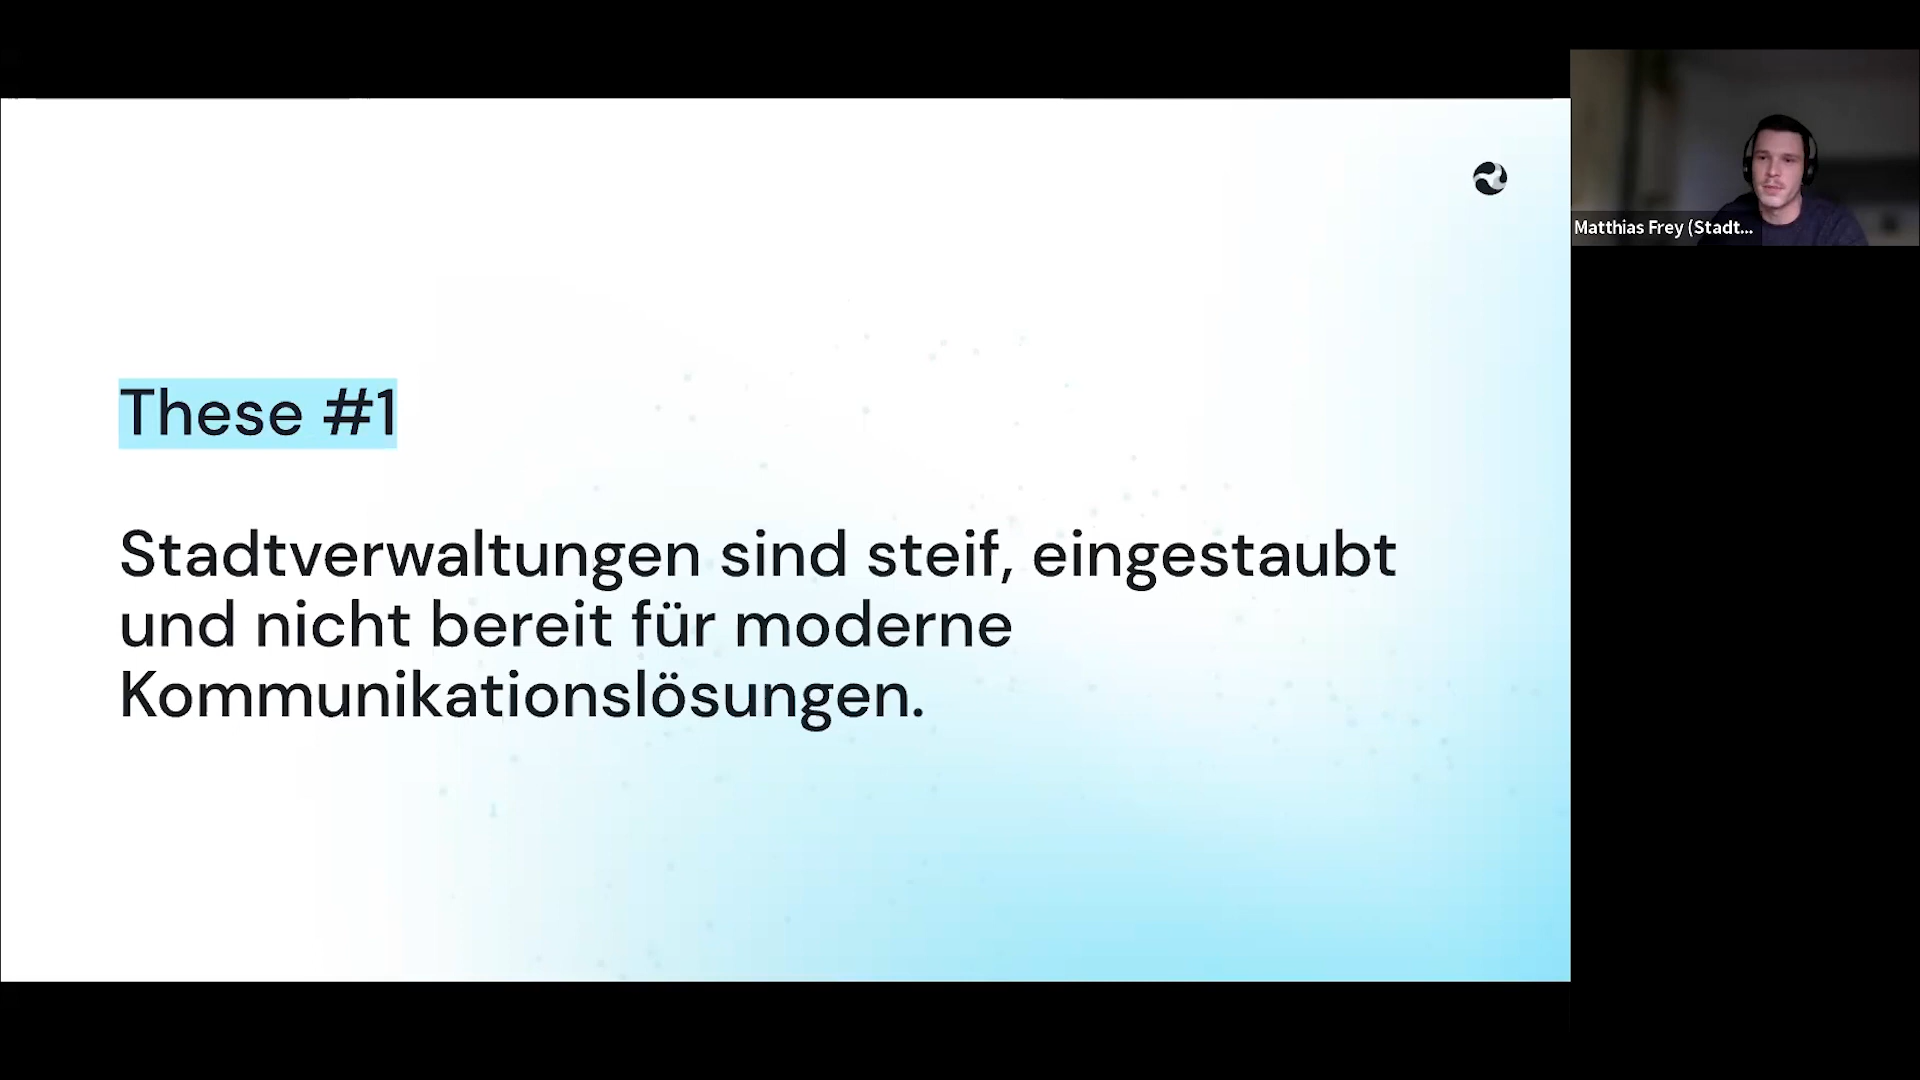 These #1
Stadtverwaltungen sind steif, eingestaubt
und nicht bereit für moderne
Kommunikationslösungen.
Matthias Frey (Stadt...